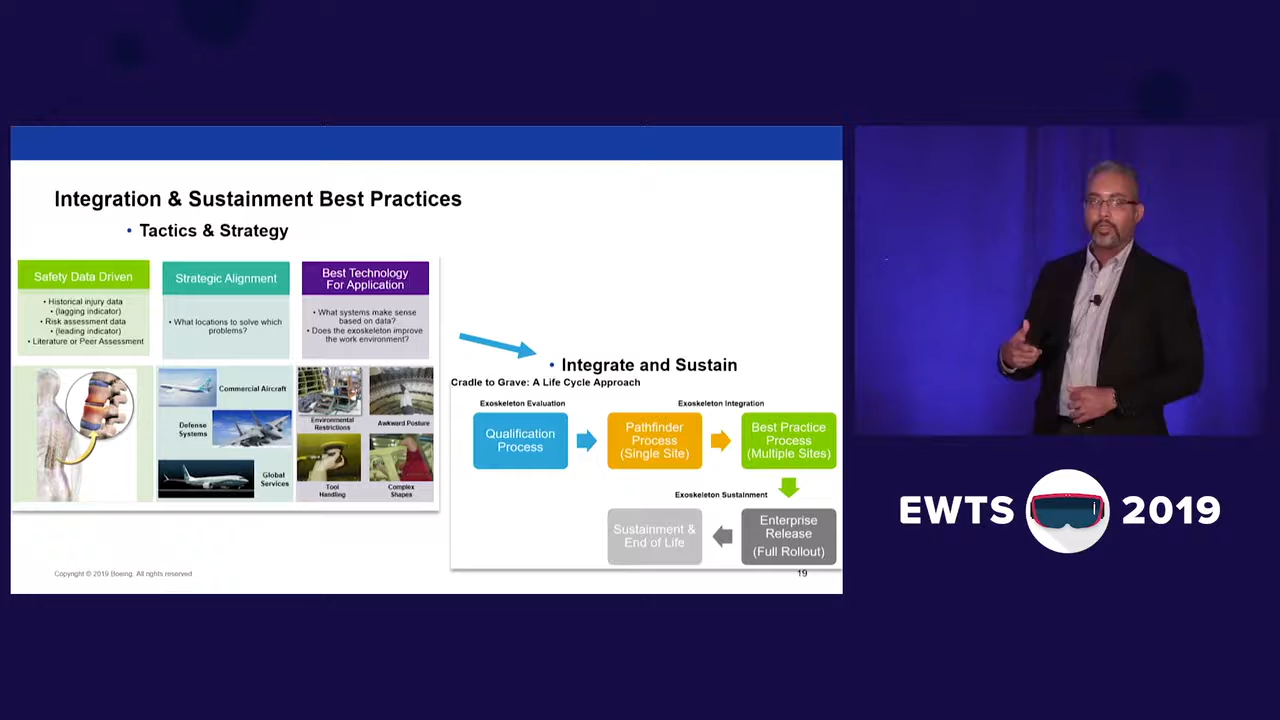 Integration & Sustainment Best Practices
• Tactics & Strategy
Safety Data Driven
• Historical injury data
• (lagging indicator)
• Risk assessment data
• (leading indicator)
• Literature or Peer Assessment
Strategic Alignment
• What locations to solve which
problems?
Best Technology
For Application
• What systems make sense
based on data?
• Does the exoskeleton improve
the work environment?
Commercial Aircraft
Defense
Systems
Global
Services
Environmental
Restrictions
Awkward Posture
Tool
Handling
Complex
Shapes
• Integrate and Sustain
Cradle to Grave: A Life Cycle Approach
Exoskeleton Evaluation
Exoskeleton Integration
Qualification
Process
Pathfinder
Process
(Single Site)
Best Practice
Process
(Multiple Sites)
Exoskeleton Sustainment
Sustainment &
End of Life
Enterprise
Release
(Full Rollout)
Copyright © 2019 Boeing. All rights reserved
19
EWTS 2019